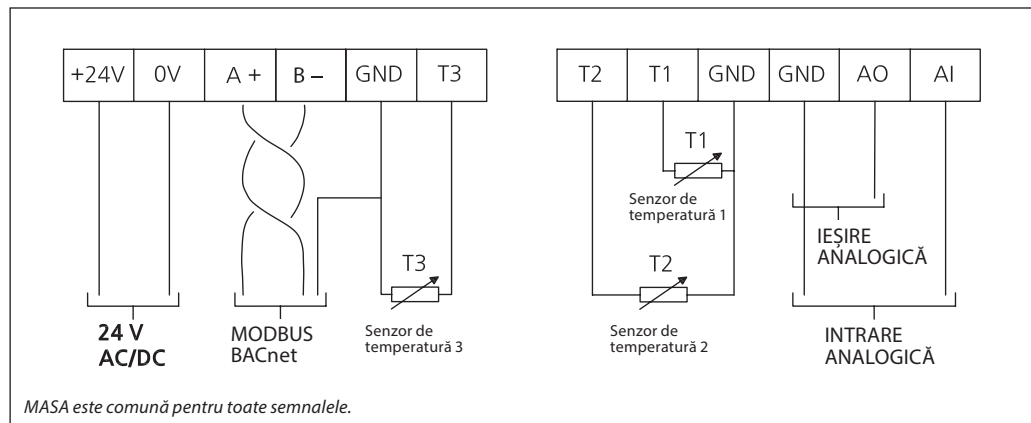 +24V 0V A + B – GND T3
T2 T1 GND GND AO AI
T1
Senzor de
temperatură 1
IEȘIRE
ANALOGICĂ
T3
T2
24 V
AC/DC
MODBUS
BACnet
Senzor de
temperatură 3
Senzor de
temperatură 2
INTRARE
ANALOGICĂ
MASA este comună pentru toate semnalele.